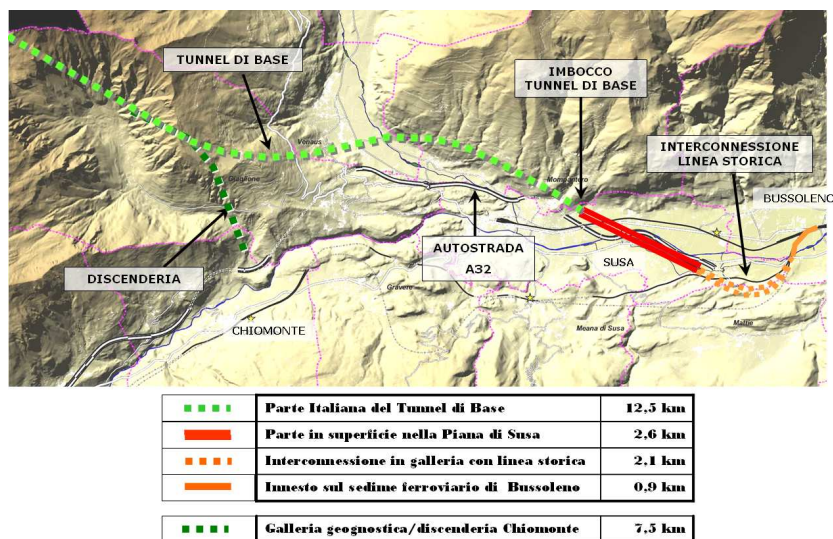 TUNNEL DI BASE
IMBOCCO
TUNNEL DI BASE
INTERCONNESSIONE
LINEA STORICA
Venaus
Giaglione
Mompantero
BUSSOLENO
AUTOSTRADA
A32
SUSA
DISCENDERIA
Gravere
CHIOMONTE
Meana di Susa
Mattie
Parte Italiana del Tunnel di Base 12,5 km
Parte in superficie nella Piana di Susa 2,6 km
Interconnessione in galleria con linea storica 2,1 km
Innesto sul sedime ferroviario di Bussoleno 0,9 km
Galleria geognostica/discenderia Chiomonte 7,5 km